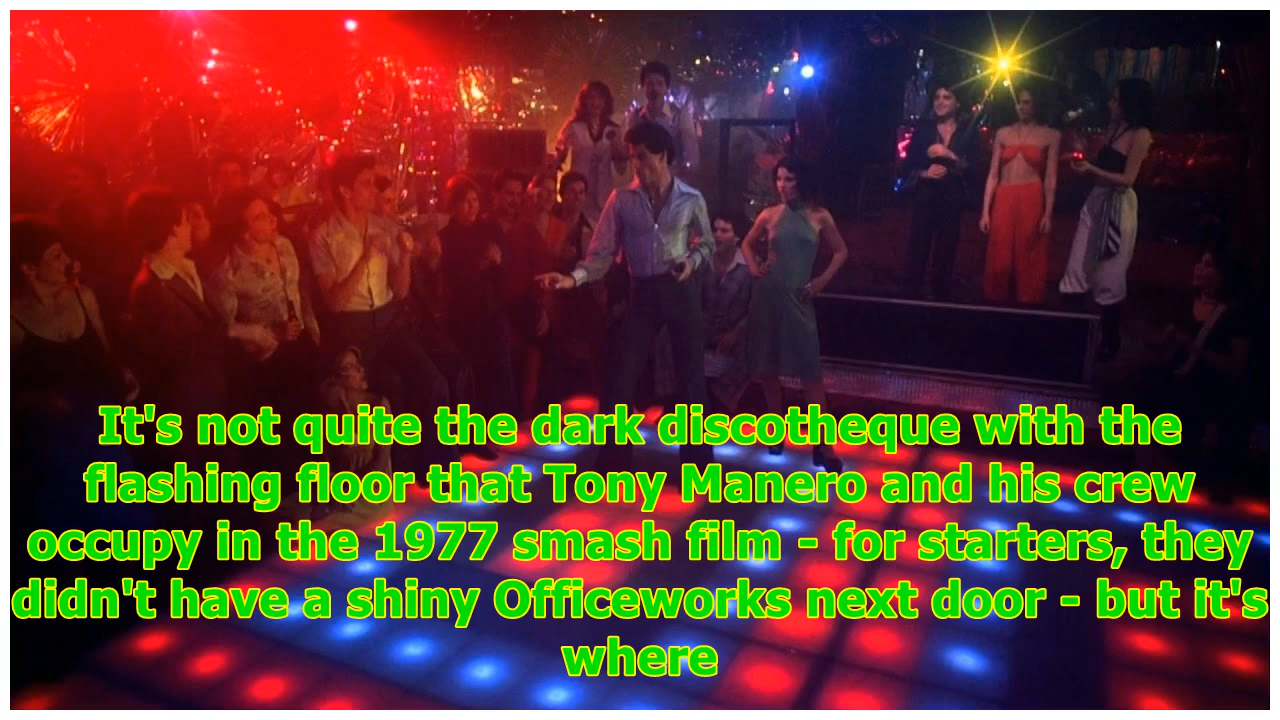 It's not quite the dark discotheque with the
flashing floor that Tony Manero and his crew
occupy in the 1977 smash film - for starters, they
didn't have a shiny Officeworks next door - but it's
where